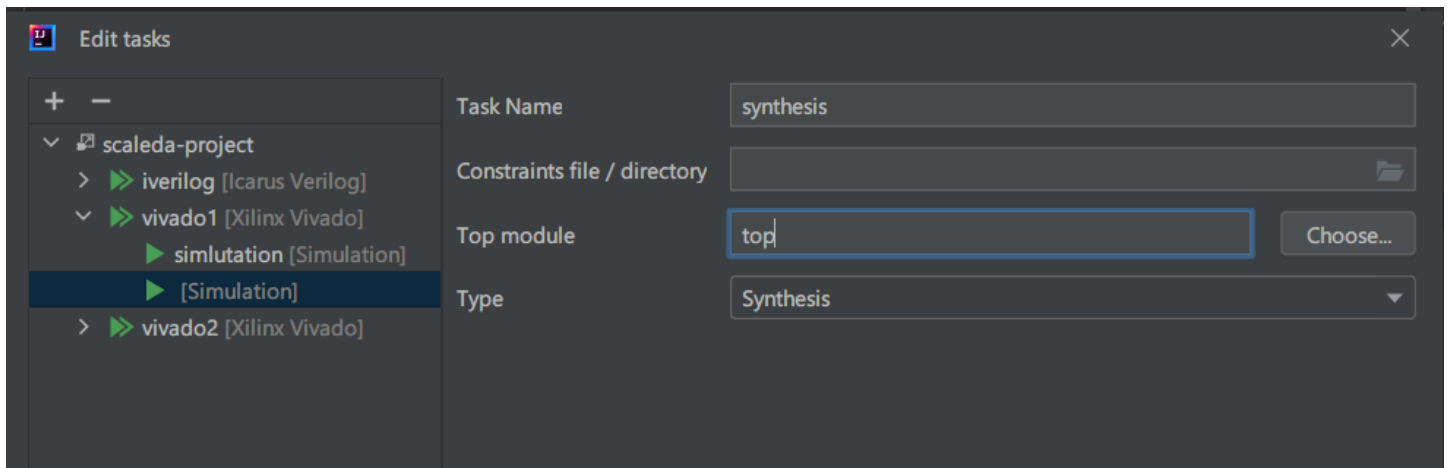 Edit tasks
scaleda-project
iverilog [Icarus Verilog]
vivado1 [Xilinx Vivado]
simlutation [Simulation]
[Simulation]
vivado2 [Xilinx Vivado]
Task Name
synthesis
Constraints file / directory
Top module
top
Choose...
Type
Synthesis